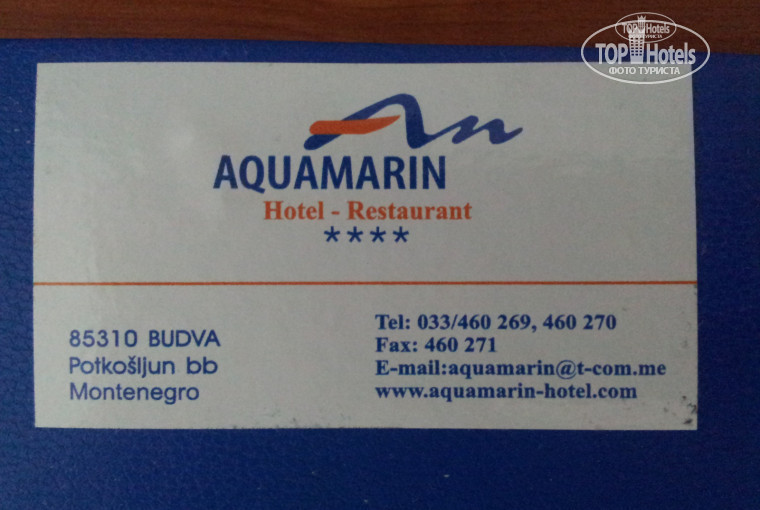 TOP Hotels
ФОТО ТУРИСТА
AQUAMARIN
Hotel - Restaurant
****
85310 BUDVA
Potkošljun bb
Montenegro
Tel: 033/460 269, 460 270
Fax: 460 271
E-mail:aquamarin@t-com.me
www.aquamarin-hotel.com